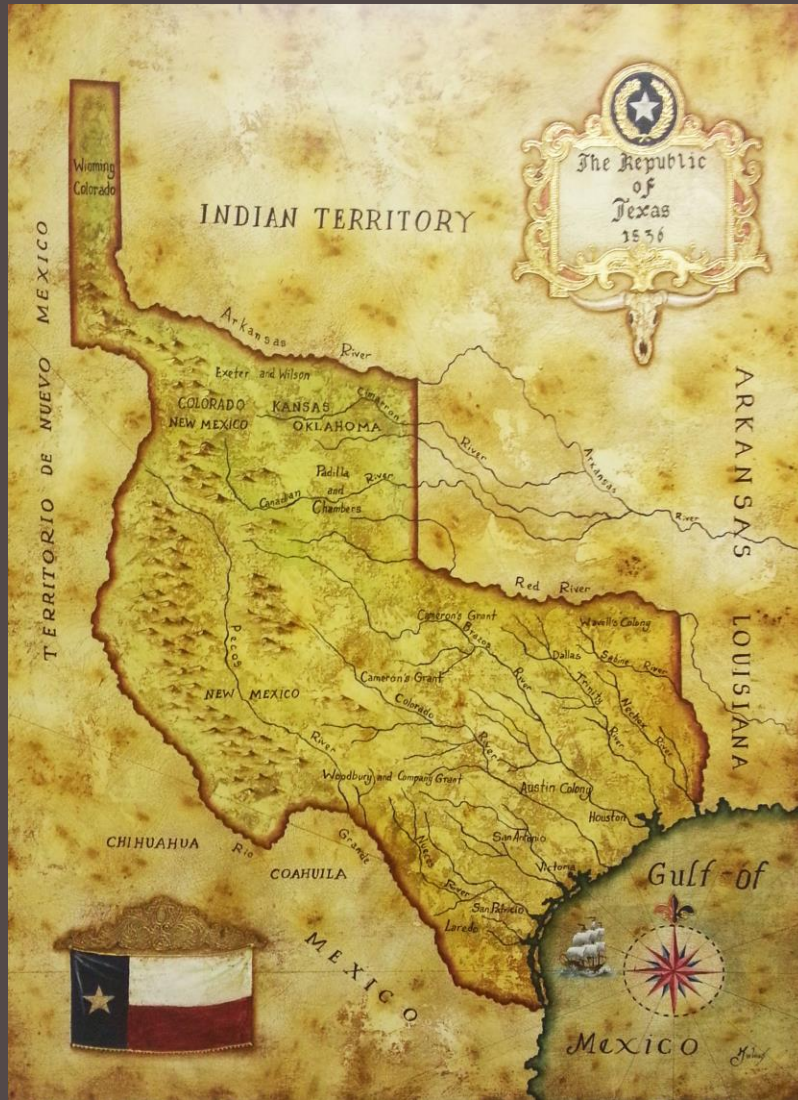 The Republic
of
Texas
1836
Wioming
Colorado
INDIAN TERRITORY
TERRITORIO DE NUEVO MEXICO
Arkansas River
Exeter and Wilson
COLORADO KANSAS
Cimarron River
NEW MEXICO OKLAHOMA
Arkansas River
ARKANSAS
Padilla
and
Chambers
Canadian River
Red River
LOUISIANA
Cameron's Grant
Wavell's Colony
Brazos River
Dallas
Sabine River
Pecos River
Trinity River
Neches River
Cameron's Grant
NEW MEXICO
Colorado River
Woodbury and Company Grant
Austin Colony
Houston
San Antonio
CHIHUAHUA
Rio Grande
COAHUILA
Nueces River
Victoria
San Patricio
Laredo
MEXICO
Gulf of
Mexico